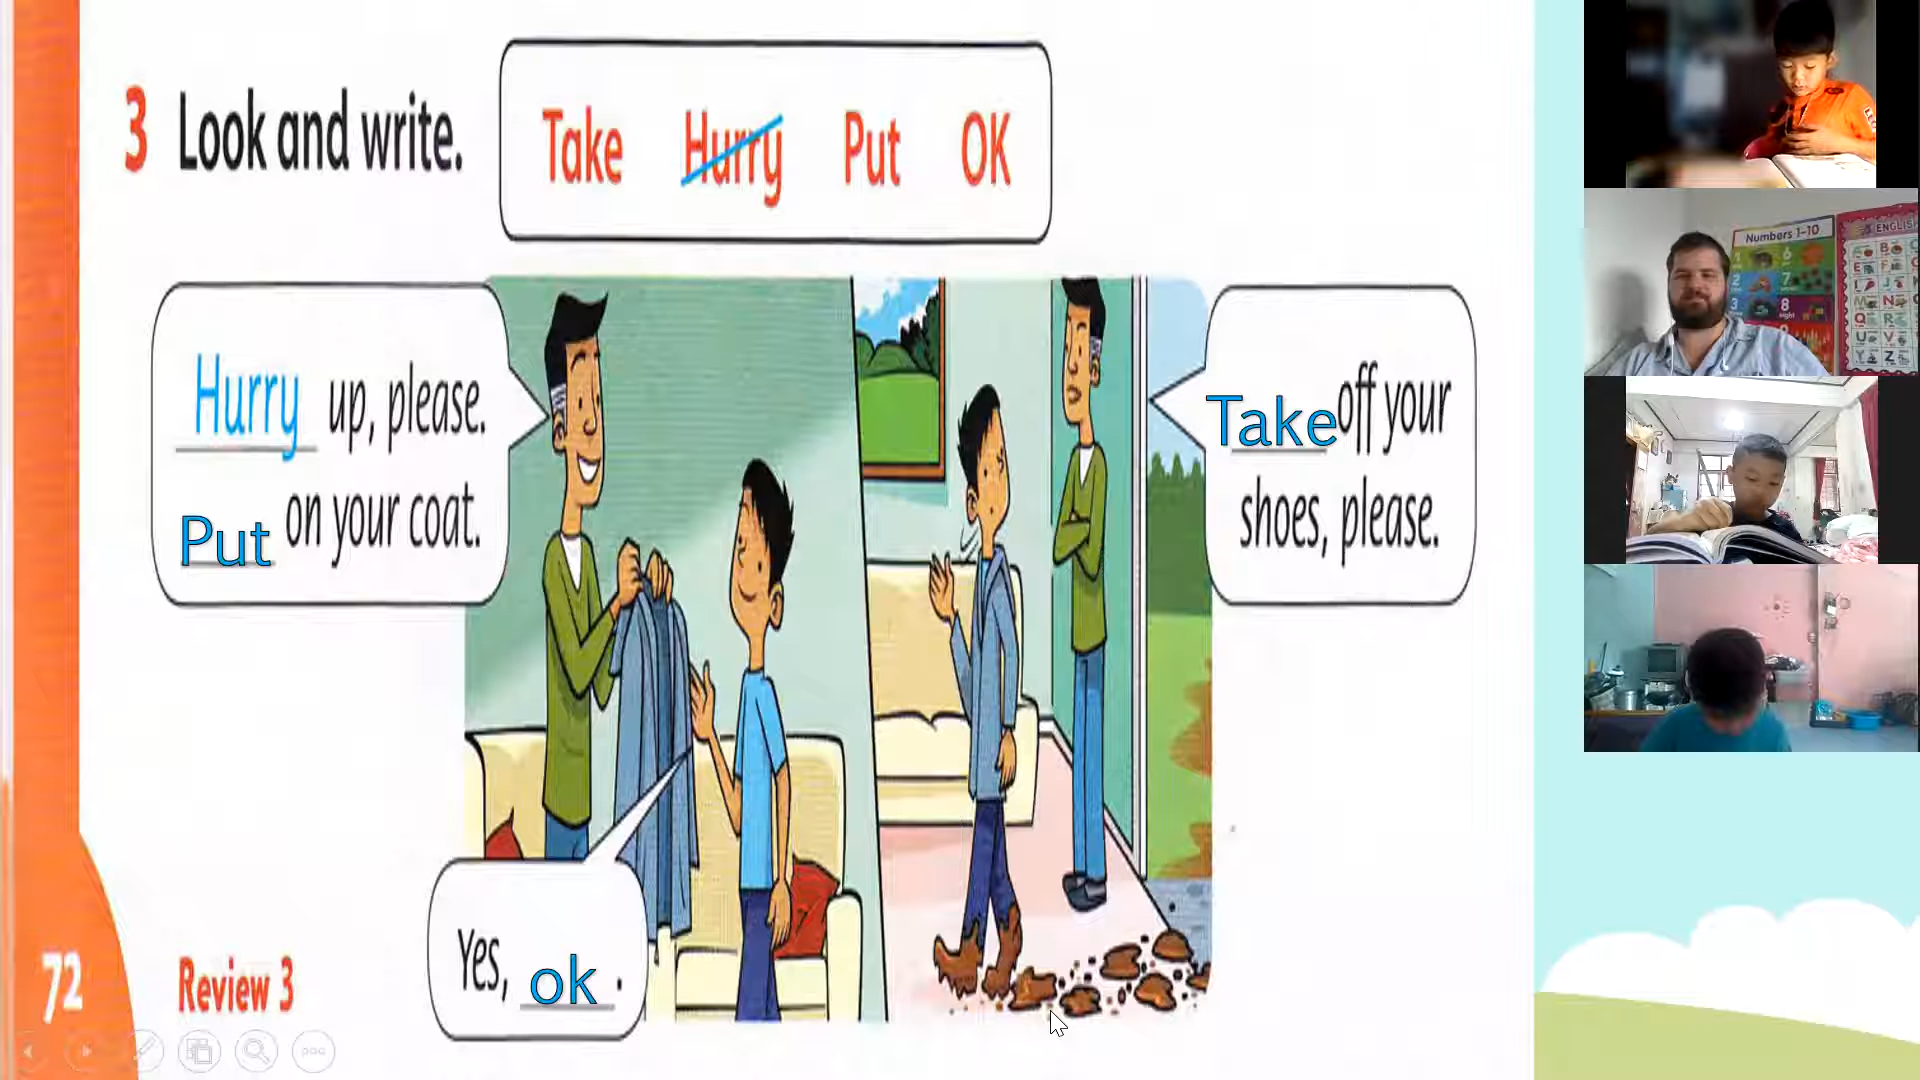 3 Look and write.
Take Hurry Put OK
Hurry up, please.
Put on your coat.
Take off your
shoes, please.
Yes, ok.
72 Review 3
Numbers 1-10
ENGLIS